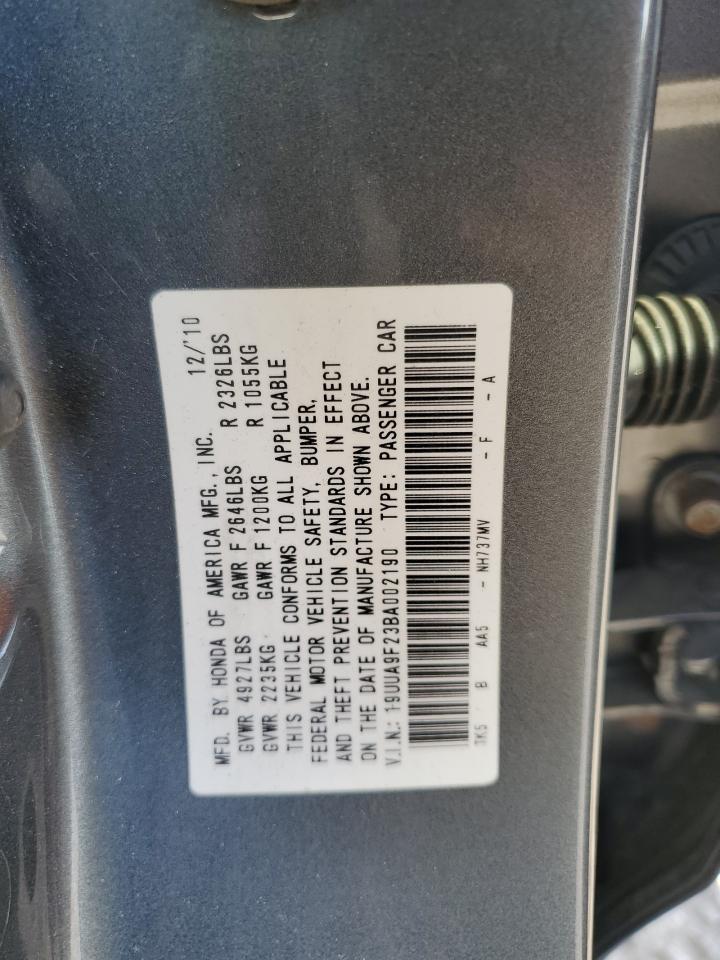 MFD. BY HONDA OF AMERICA MFG., INC. 12/'10
GVWR 4927LBS GAWR F 2646LBS R 2326LBS
GVWR 2235KG GAWR F 1200KG R 1055KG
THIS VEHICLE CONFORMS TO ALL APPLICABLE
FEDERAL MOTOR VEHICLE SAFETY, BUMPER,
AND THEFT PREVENTION STANDARDS IN EFFECT
ON THE DATE OF MANUFACTURE SHOWN ABOVE.
V.I.N.: 19UUA9F23BA002190 TYPE: PASSENGER CAR
TK5 B AA5 - NH737MV - F - A